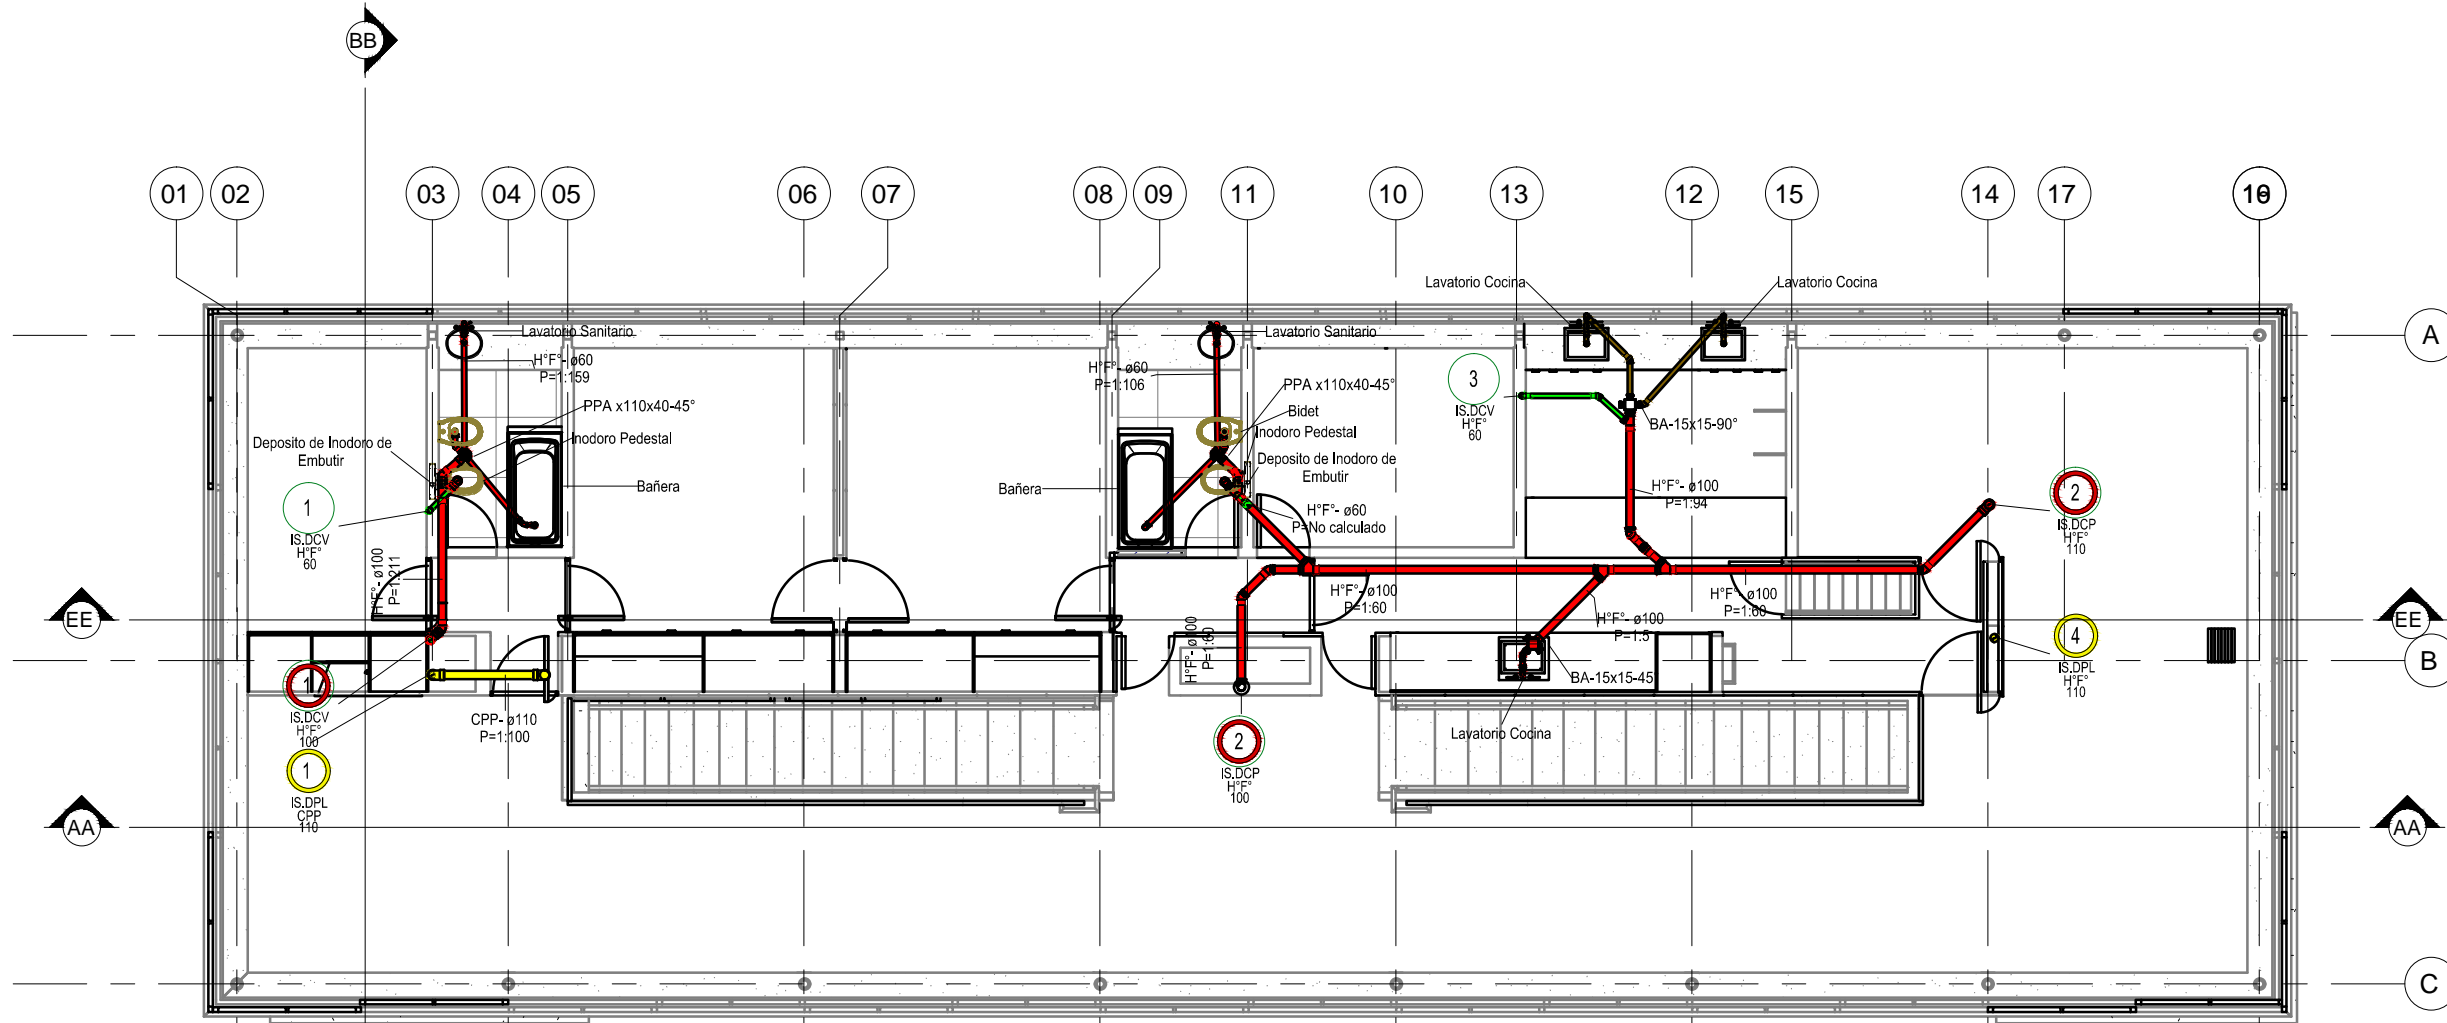 BB
01
02
03
04
05
06
07
08
09
11
10
13
12
15
14
17
Lavatorio Cocina
Lavatorio Cocina
A
Lavatorio Sanitario
Lavatorio Sanitario
H°F°- ø60
P=1:159
H°F°- ø60
P=1:106
PPA x110x40-45°
PPA x110x40-45°
3
IS.DCV
H°F°
60
Bidet
BA-15x15-90°
Inodoro Pedestal
Inodoro Pedestal
Deposito de Inodoro de
Embutir
Deposito de Inodoro de
Embutir
Bañera
Bañera
1
IS.DCV
H°F°
60
H°F°- ø100
P=1:94
2
IS.DCP
H°F°
110
H°F°- ø60
P=No calculado
H°F°- ø100
P=1:211
H°F°- ø100
P=1:60
H°F°- ø100
P=1:60
H°F°- ø100
P=1:5
EE
EE
4
IS.DPL
H°F°
110
H°F°- ø100
P=1:60
B
1
IS.DCV
H°F°
100
BA-15x15-45°
CPP- ø110
P=1:100
Lavatorio Cocina
2
IS.DCP
H°F°
100
1
IS.DPL
CPP
110
AA
AA
C